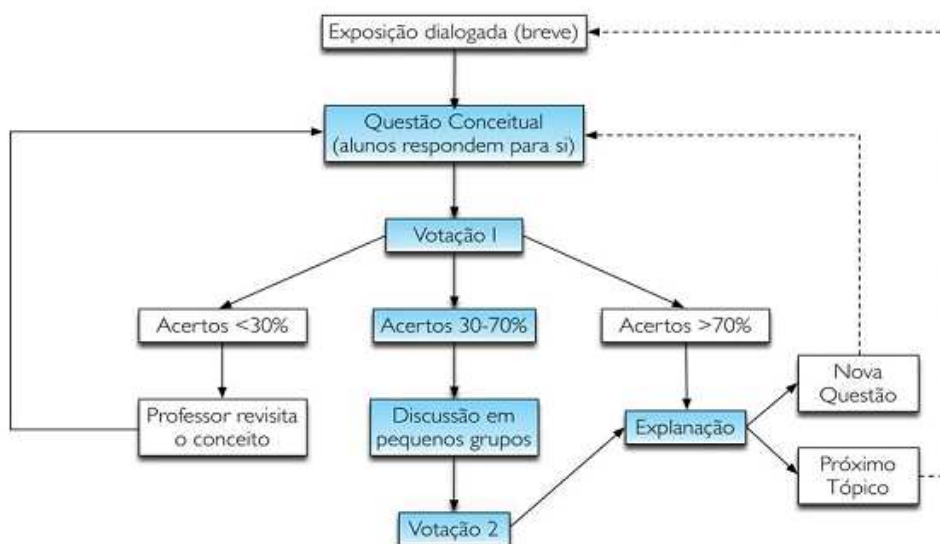 Exposição dialogada (breve)
Questão Conceitual
(alunos respondem para si)
Votação I
Acertos <30%
Acertos 30-70%
Acertos >70%
Professor revisita
o conceito
Discussão em
pequenos grupos
Explanação
Nova
Questão
Próximo
Tópico
Votação 2